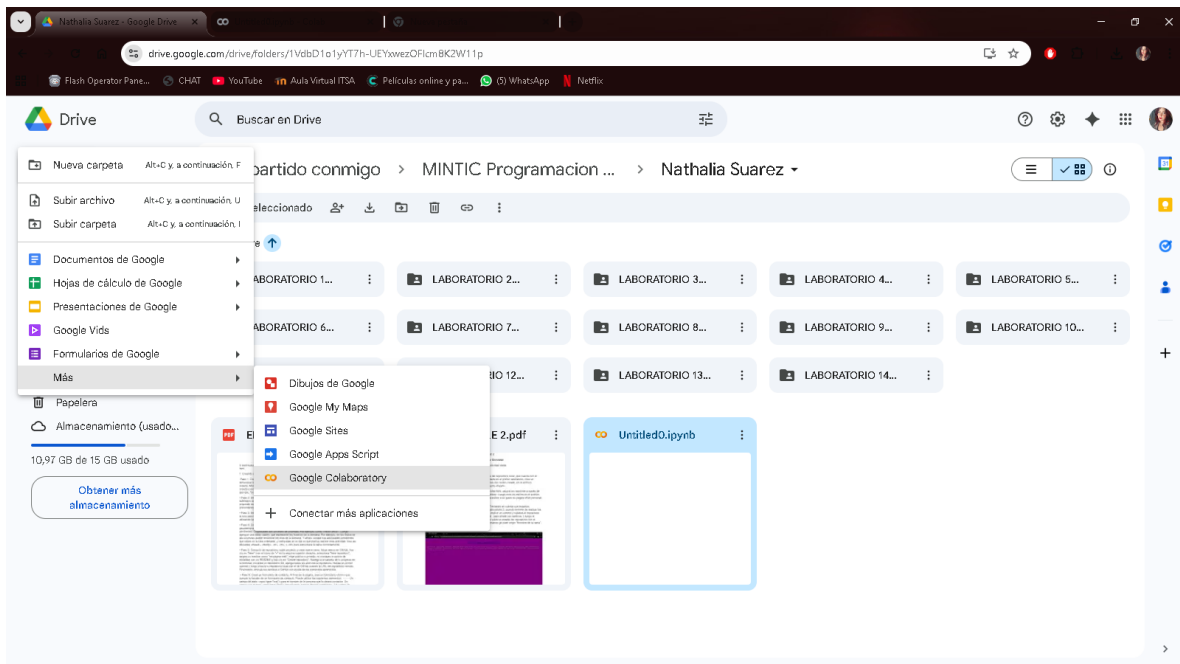 Nathalia Suarez - Google Drive
drive.google.com/drive/folders/1VdbD1o1yYT7h-UEYxwezOFIcm8K2W11p
Flash Operator Pane... CHAT YouTube Aula Virtual ITSA Películas online y pa... (5) WhatsApp Netflix
Drive
Buscar en Drive
Nueva carpeta Alt+C y, a continuación, F
Subir archivo Alt+C y, a continuación, U
Subir carpeta Alt+C y, a continuación, I
Documentos de Google
Hojas de cálculo de Google
Presentaciones de Google
Google Vids
Formularios de Google
Más
Dibujos de Google
Google My Maps
Google Sites
Google Apps Script
Google Colaboratory
Conectar más aplicaciones
Papelera
Almacenamiento (usado...
10,97 GB de 15 GB usado
Obtener más
almacenamiento
partido conmigo > MINTIC Programacion ... > Nathalia Suarez
eleccionado
ABORATORIO 1... LABORATORIO 2... LABORATORIO 3... LABORATORIO 4... LABORATORIO 5...
ABORATORIO 6... LABORATORIO 7... LABORATORIO 8... LABORATORIO 9... LABORATORIO 10...
IO 12... LABORATORIO 13... LABORATORIO 14...
E 2.pdf Untitled0.ipynb